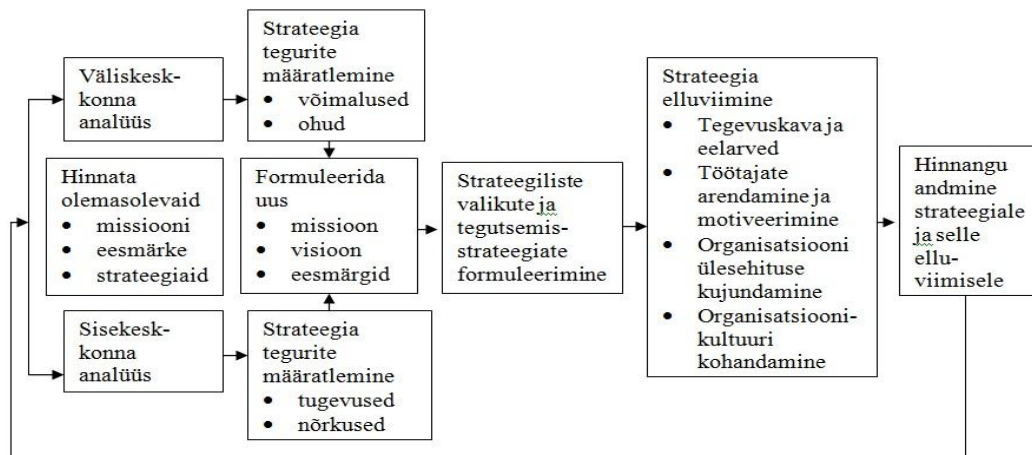 Väliskesk-
konna
analüüs
Strateegia
tegurite
määratlemine
• võimalused
• ohud
Hinnata
olemasolevaid
• missiooni
• eesmärke
• strateegiaid
Formuleerida
uus
• missioon
• visioon
• eesmärgid
Sisekesk-
konna
analüüs
Strateegia
tegurite
määratlemine
• tugevused
• nõrkused
Strateegiliste
valikute ja
tegutsemis-
strateegiate
formuleerimine
Strateegia
elluviimine
• Tegevuskava ja
eelarved
• Töötajate
arendamine ja
motiveerimine
• Organisatsiooni
ülesehituse
kujundamine
• Organisatsiooni-
kultuuri
kohandamine
Hinnangu
andmine
strateegiale
ja selle
ellu-
viimisele